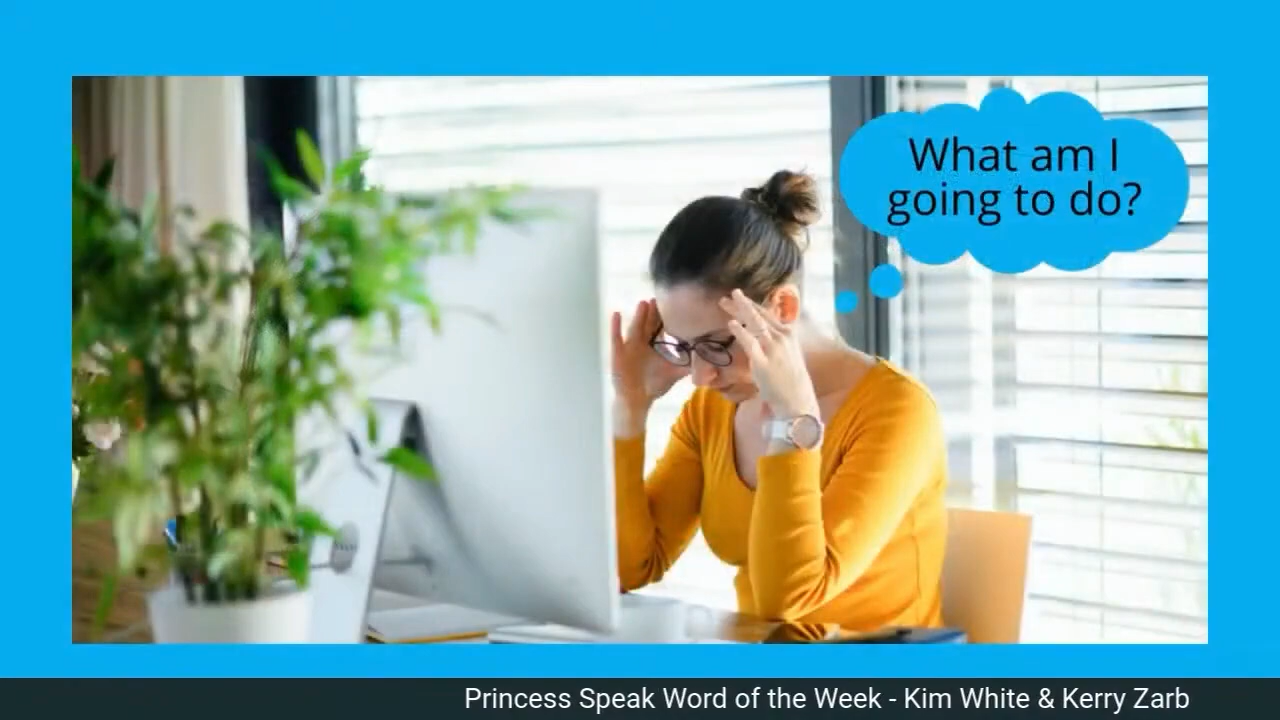 What am I
going to do?
Princess Speak Word of the Week - Kim White & Kerry Zarb